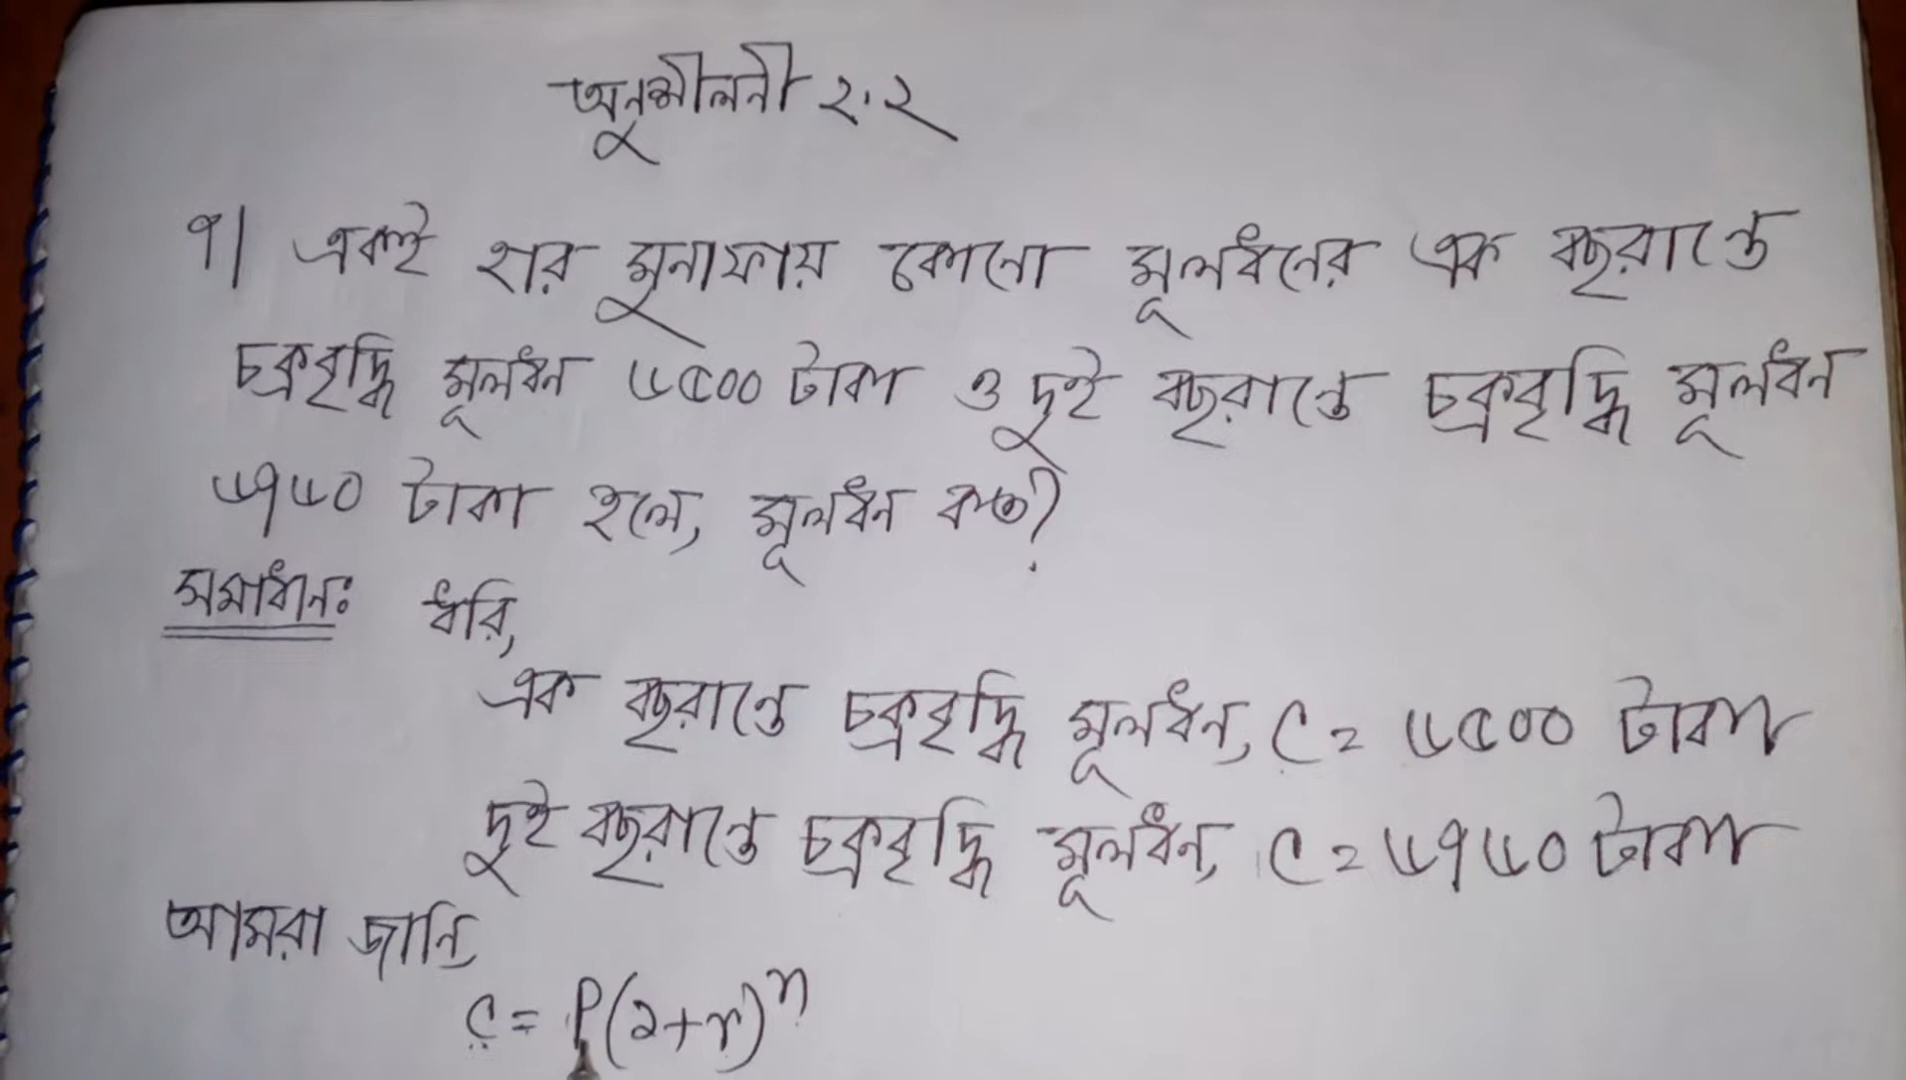 অনুশীলনী ২.২
৭। একই হার মুনাফায় কোনো মূলধনের এক বছরান্তে
চক্রবৃদ্ধি মূলধন ৬৫০০ টাকা ও দুই বছরান্তে চক্রবৃদ্ধি মূলধন
৬৭৬০ টাকা হলে, মূলধন কত?
সমাধান: ধরি,
এক বছরান্তে চক্রবৃদ্ধি মূলধন, C = ৬৫০০ টাকা
দুই বছরান্তে চক্রবৃদ্ধি মূলধন, C = ৬৭৬০ টাকা
আমরা জানি,
C = P(১+r)^n